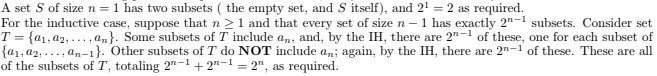 A set S of size n = 1 has two subsets ( the empty set, and S itself), and 2^1 = 2 as required.
For the inductive case, suppose that n ≥ 1 and that every set of size n − 1 has exactly 2^{n−1} subsets. Consider set
T = {a_1, a_2, . . . , a_n}. Some subsets of T include a_n, and, by the IH, there are 2^{n−1} of these, one for each subset of
{a_1, a_2, . . . , a_{n−1}}. Other subsets of T do NOT include a_n; again, by the IH, there are 2^{n−1} of these. These are all
of the subsets of T, totaling 2^{n−1} + 2^{n−1} = 2^n, as required.